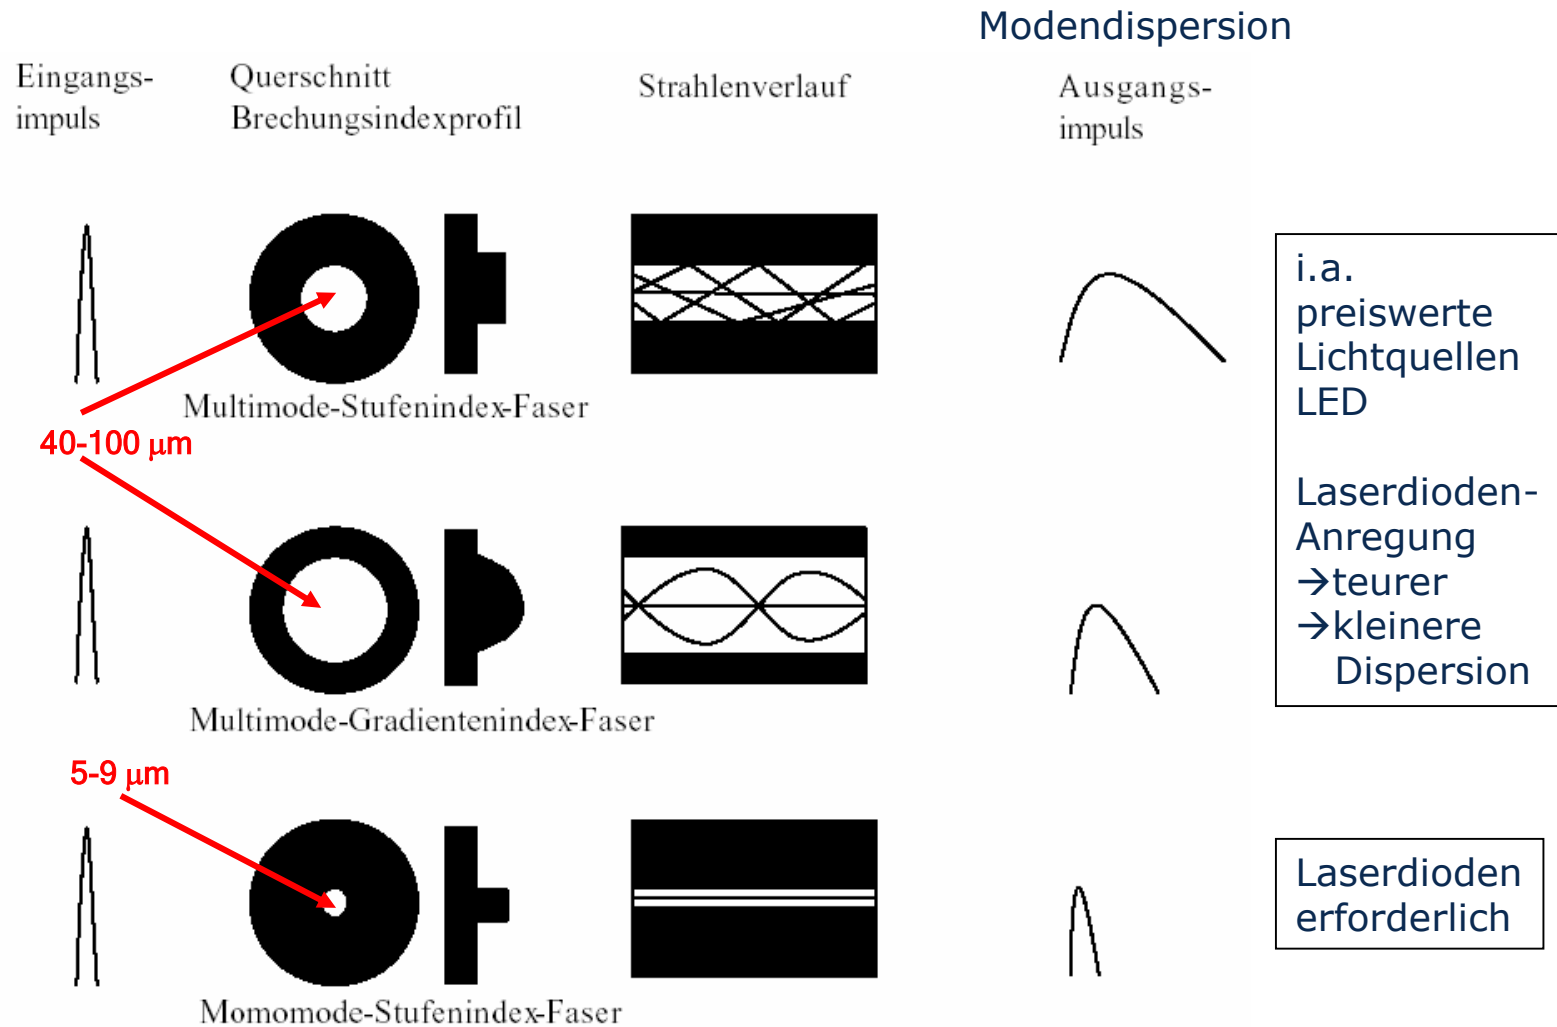 Modendispersion
Eingangs-
impuls
Querschnitt
Brechungsindexprofil
Strahlenverlauf
Ausgangs-
impuls
Multimode-Stufenindex-Faser
40-100 μm
Multimode-Gradientenindex-Faser
5-9 μm
Momomode-Stufenindex-Faser
i.a.
preiswerte
Lichtquellen
LED
Laserdioden-
Anregung
→teurer
→kleinere
Dispersion
Laserdioden
erforderlich